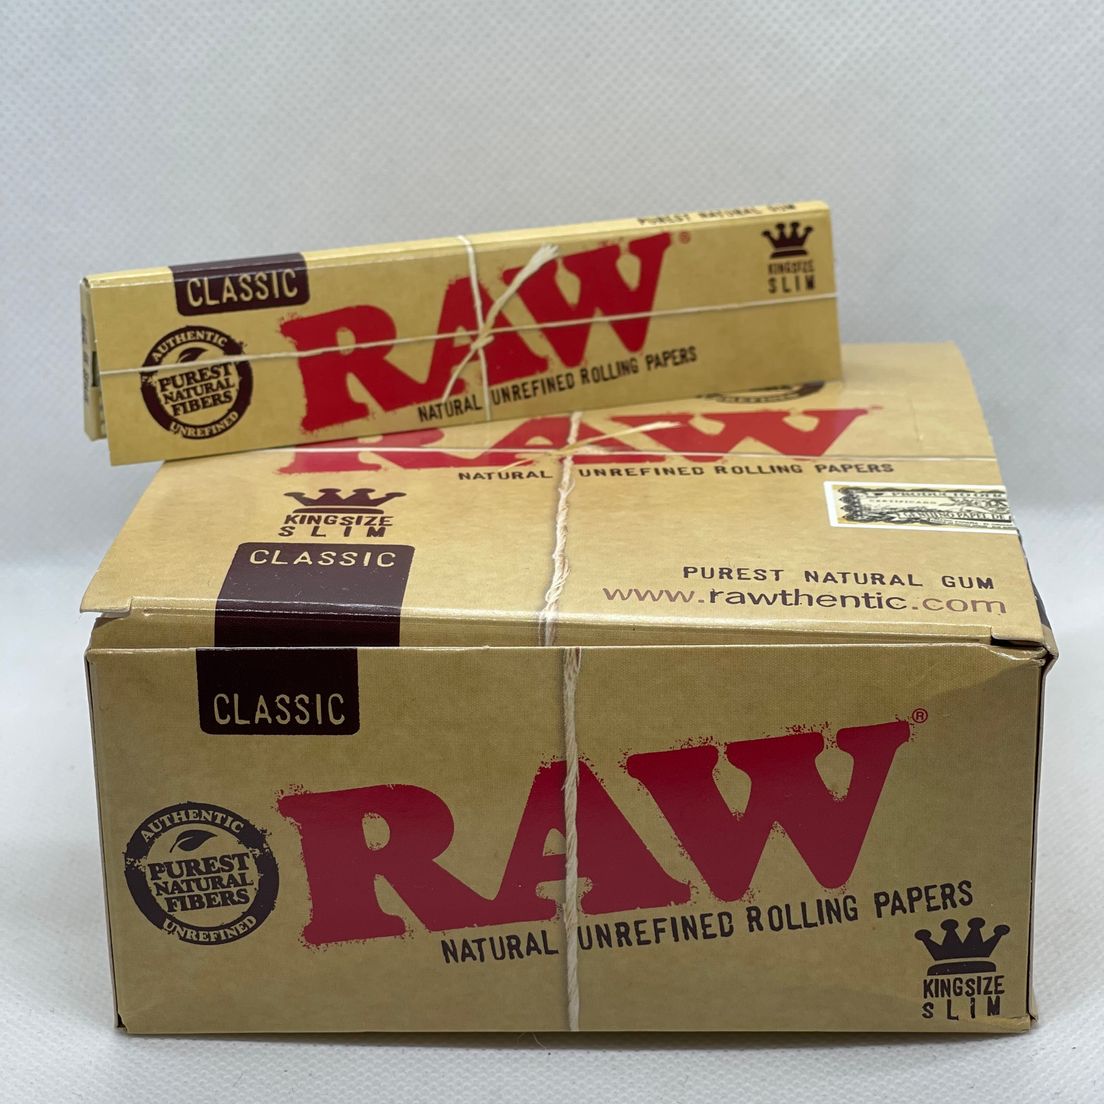 PUREST NATURAL GUM
CLASSIC
RAW®
KINGSIZE
SLIM
AUTHENTIC
PUREST
NATURAL
FIBERS
UNREFINED
NATURAL UNREFINED ROLLING PAPERS
RAW
NATURAL UNREFINED ROLLING PAPERS
KINGSIZE
SLIM
CLASSIC
PUREST NATURAL GUM
www.rawthentic.com
CLASSIC
RAW®
AUTHENTIC
PUREST
NATURAL
FIBERS
UNREFINED
NATURAL UNREFINED ROLLING PAPERS
KINGSIZE
SLIM